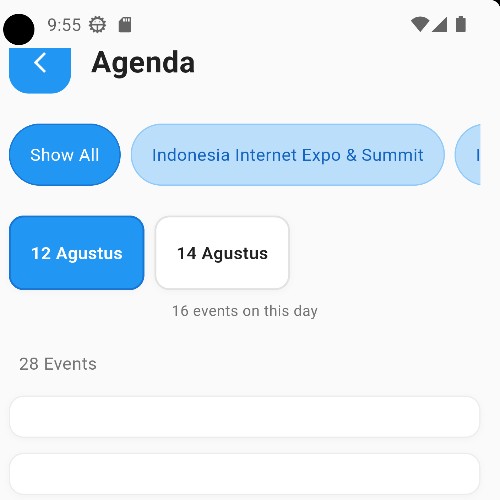 9:55
Agenda
Show All
Indonesia Internet Expo & Summit
12 Agustus
14 Agustus
16 events on this day
28 Events